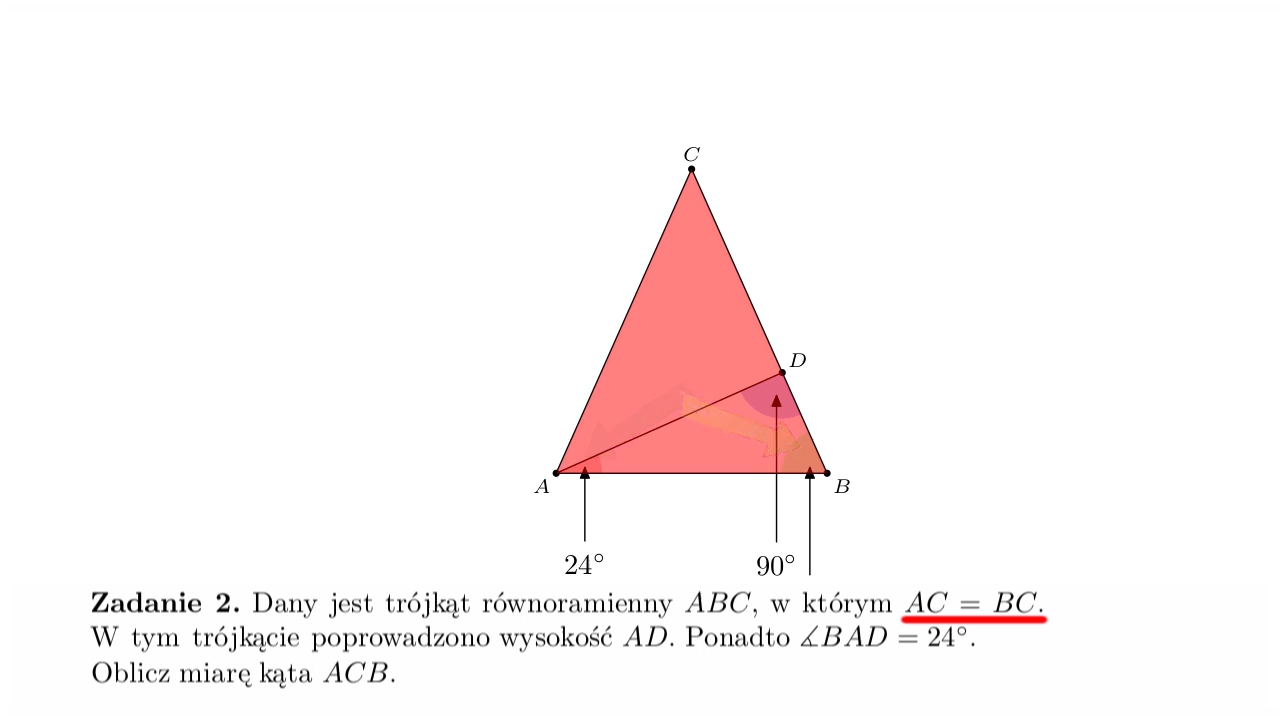 C
D
A
B
24°
90°
Zadanie 2. Dany jest trójkąt równoramienny ABC, w którym AC = BC.
W tym trójkącie poprowadzono wysokość AD. Ponadto ∡BAD = 24°.
Oblicz miarę kąta ACB.